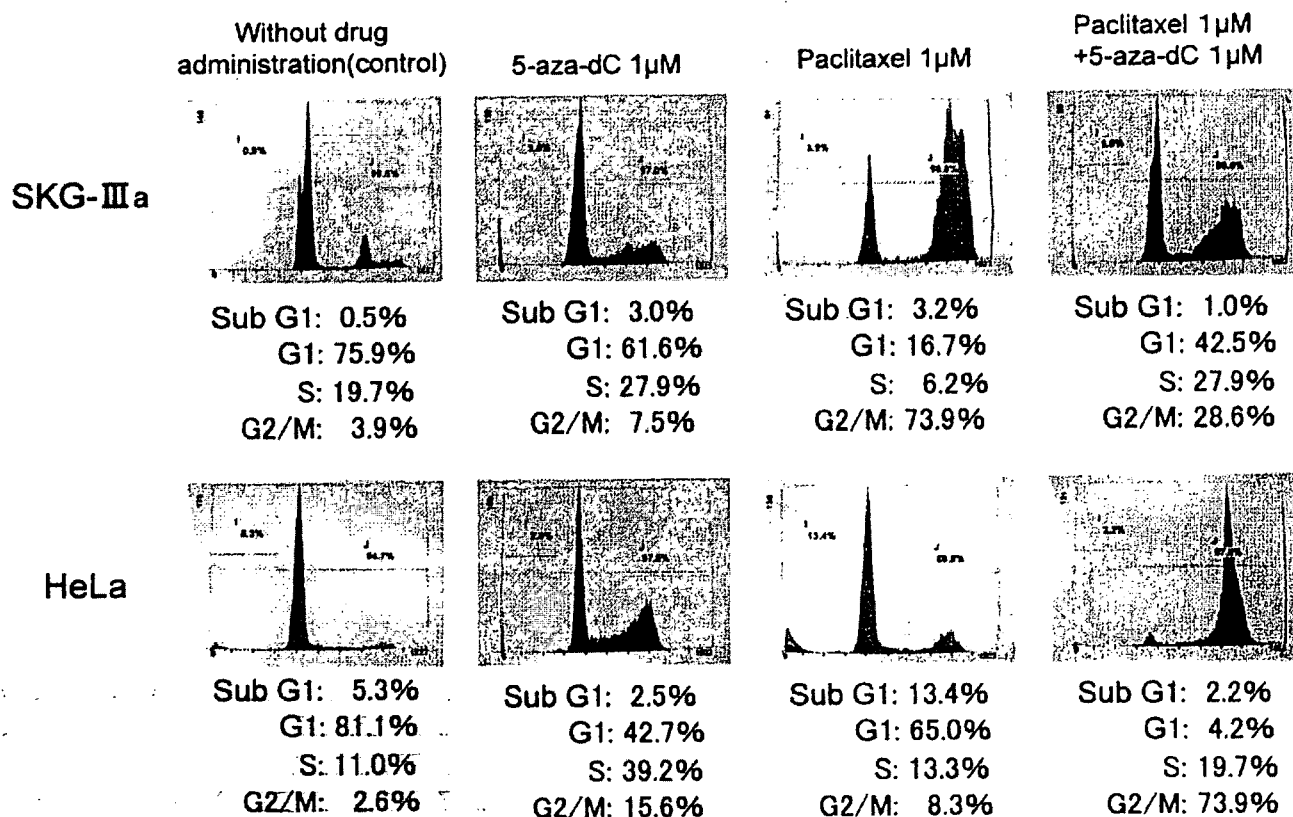 Without drug
administration(control)
5-aza-dC 1μM
Paclitaxel 1μM
Paclitaxel 1μM
+5-aza-dC 1μM
SKG-Ⅲa
Sub G1: 0.5%
G1: 75.9%
S: 19.7%
G2/M: 3.9%
Sub G1: 3.0%
G1: 61.6%
S: 27.9%
G2/M: 7.5%
Sub G1: 3.2%
G1: 16.7%
S: 6.2%
G2/M: 73.9%
Sub G1: 1.0%
G1: 42.5%
S: 27.9%
G2/M: 28.6%
HeLa
13.4%
Sub G1: 5.3%
G1: 81.1%
S: 11.0%
G2/M: 2.6%
Sub G1: 2.5%
G1: 42.7%
S: 39.2%
G2/M: 15.6%
Sub G1: 13.4%
G1: 65.0%
S: 13.3%
G2/M: 8.3%
Sub G1: 2.2%
G1: 4.2%
S: 19.7%
G2/M: 73.9%